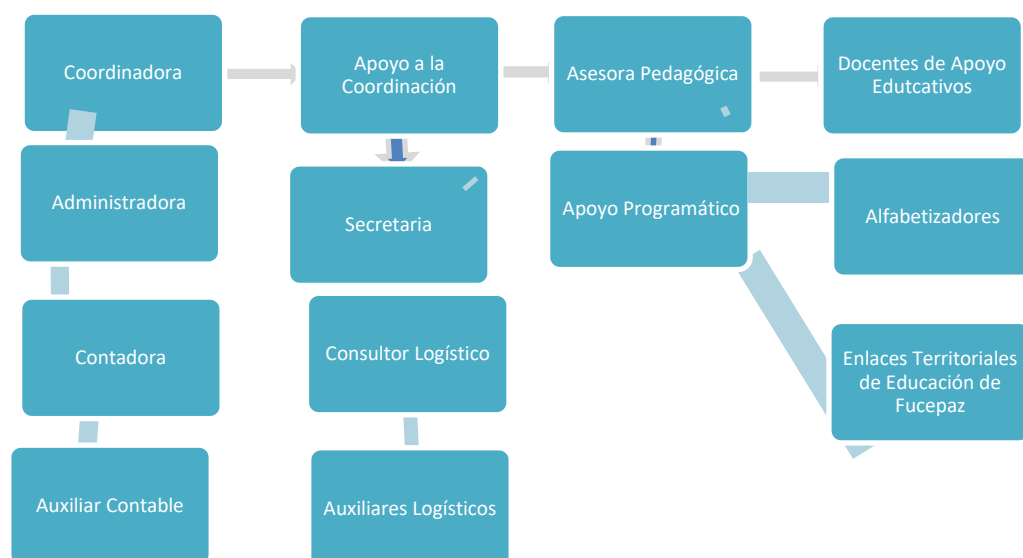 Coordinadora
Apoyo a la
Coordinación
Asesora Pedagógica
Docentes de Apoyo
Edutcativos
Administradora
Secretaria
Apoyo Programático
Alfabetizadores
Contadora
Consultor Logístico
Enlaces Territoriales
de Educación de
Fucepaz
Auxiliar Contable
Auxiliares Logísticos